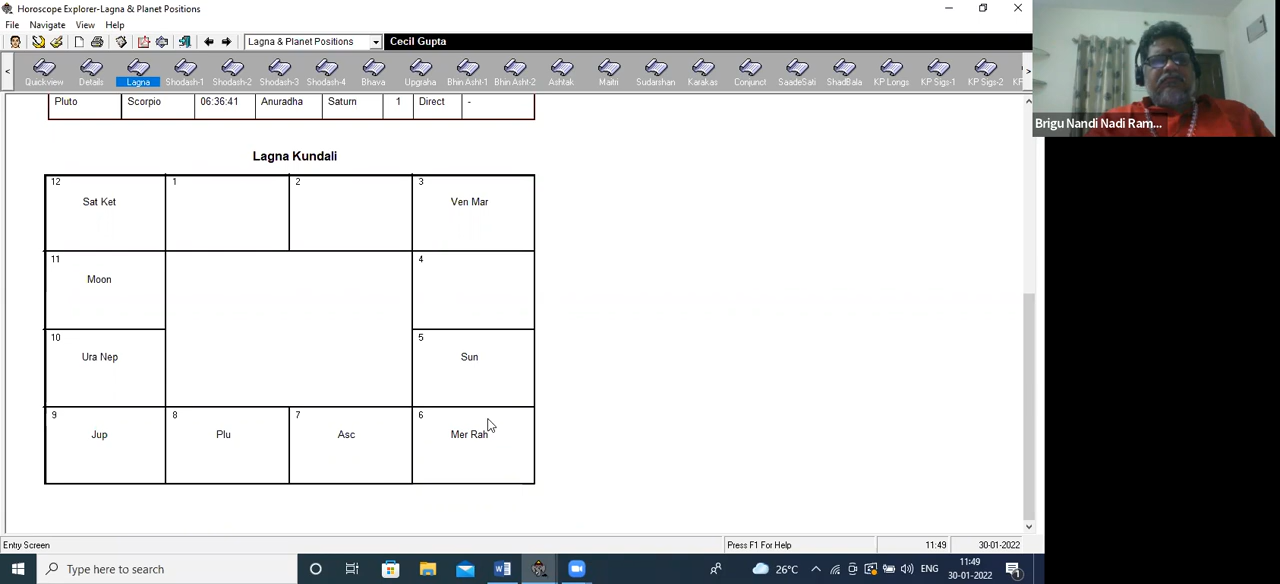 Horoscope Explorer-Lagna & Planet Positions
File Navigate View Help
Lagna & Planet Positions Cecil Gupta
< Quickview Details Lagna Shodash-1 Shodash-2 Shodash-3 Shodash-4 Bhava Upgraha Bhin Asht-1 Bhin Asht-2 Ashtak Maitri Sudarshan Karakas Conjunct SaadeSati ShadBala KP Longs KP Sigs-1 KP Sigs-2 >
Brigu Nandi Nadi Ram...
Pluto Scorpio 06:36:41 Anuradha Saturn 1 Direct -
Lagna Kundali
12 1 2 3
Sat Ket Ven Mar
11 4
Moon
10 5
Ura Nep Sun
9 8 7 6
Jup Plu Asc Mer Rah
Entry Screen Press F1 For Help 11:49 30-01-2022
Type here to search 26°C ENG 11:49
30-01-2022
1